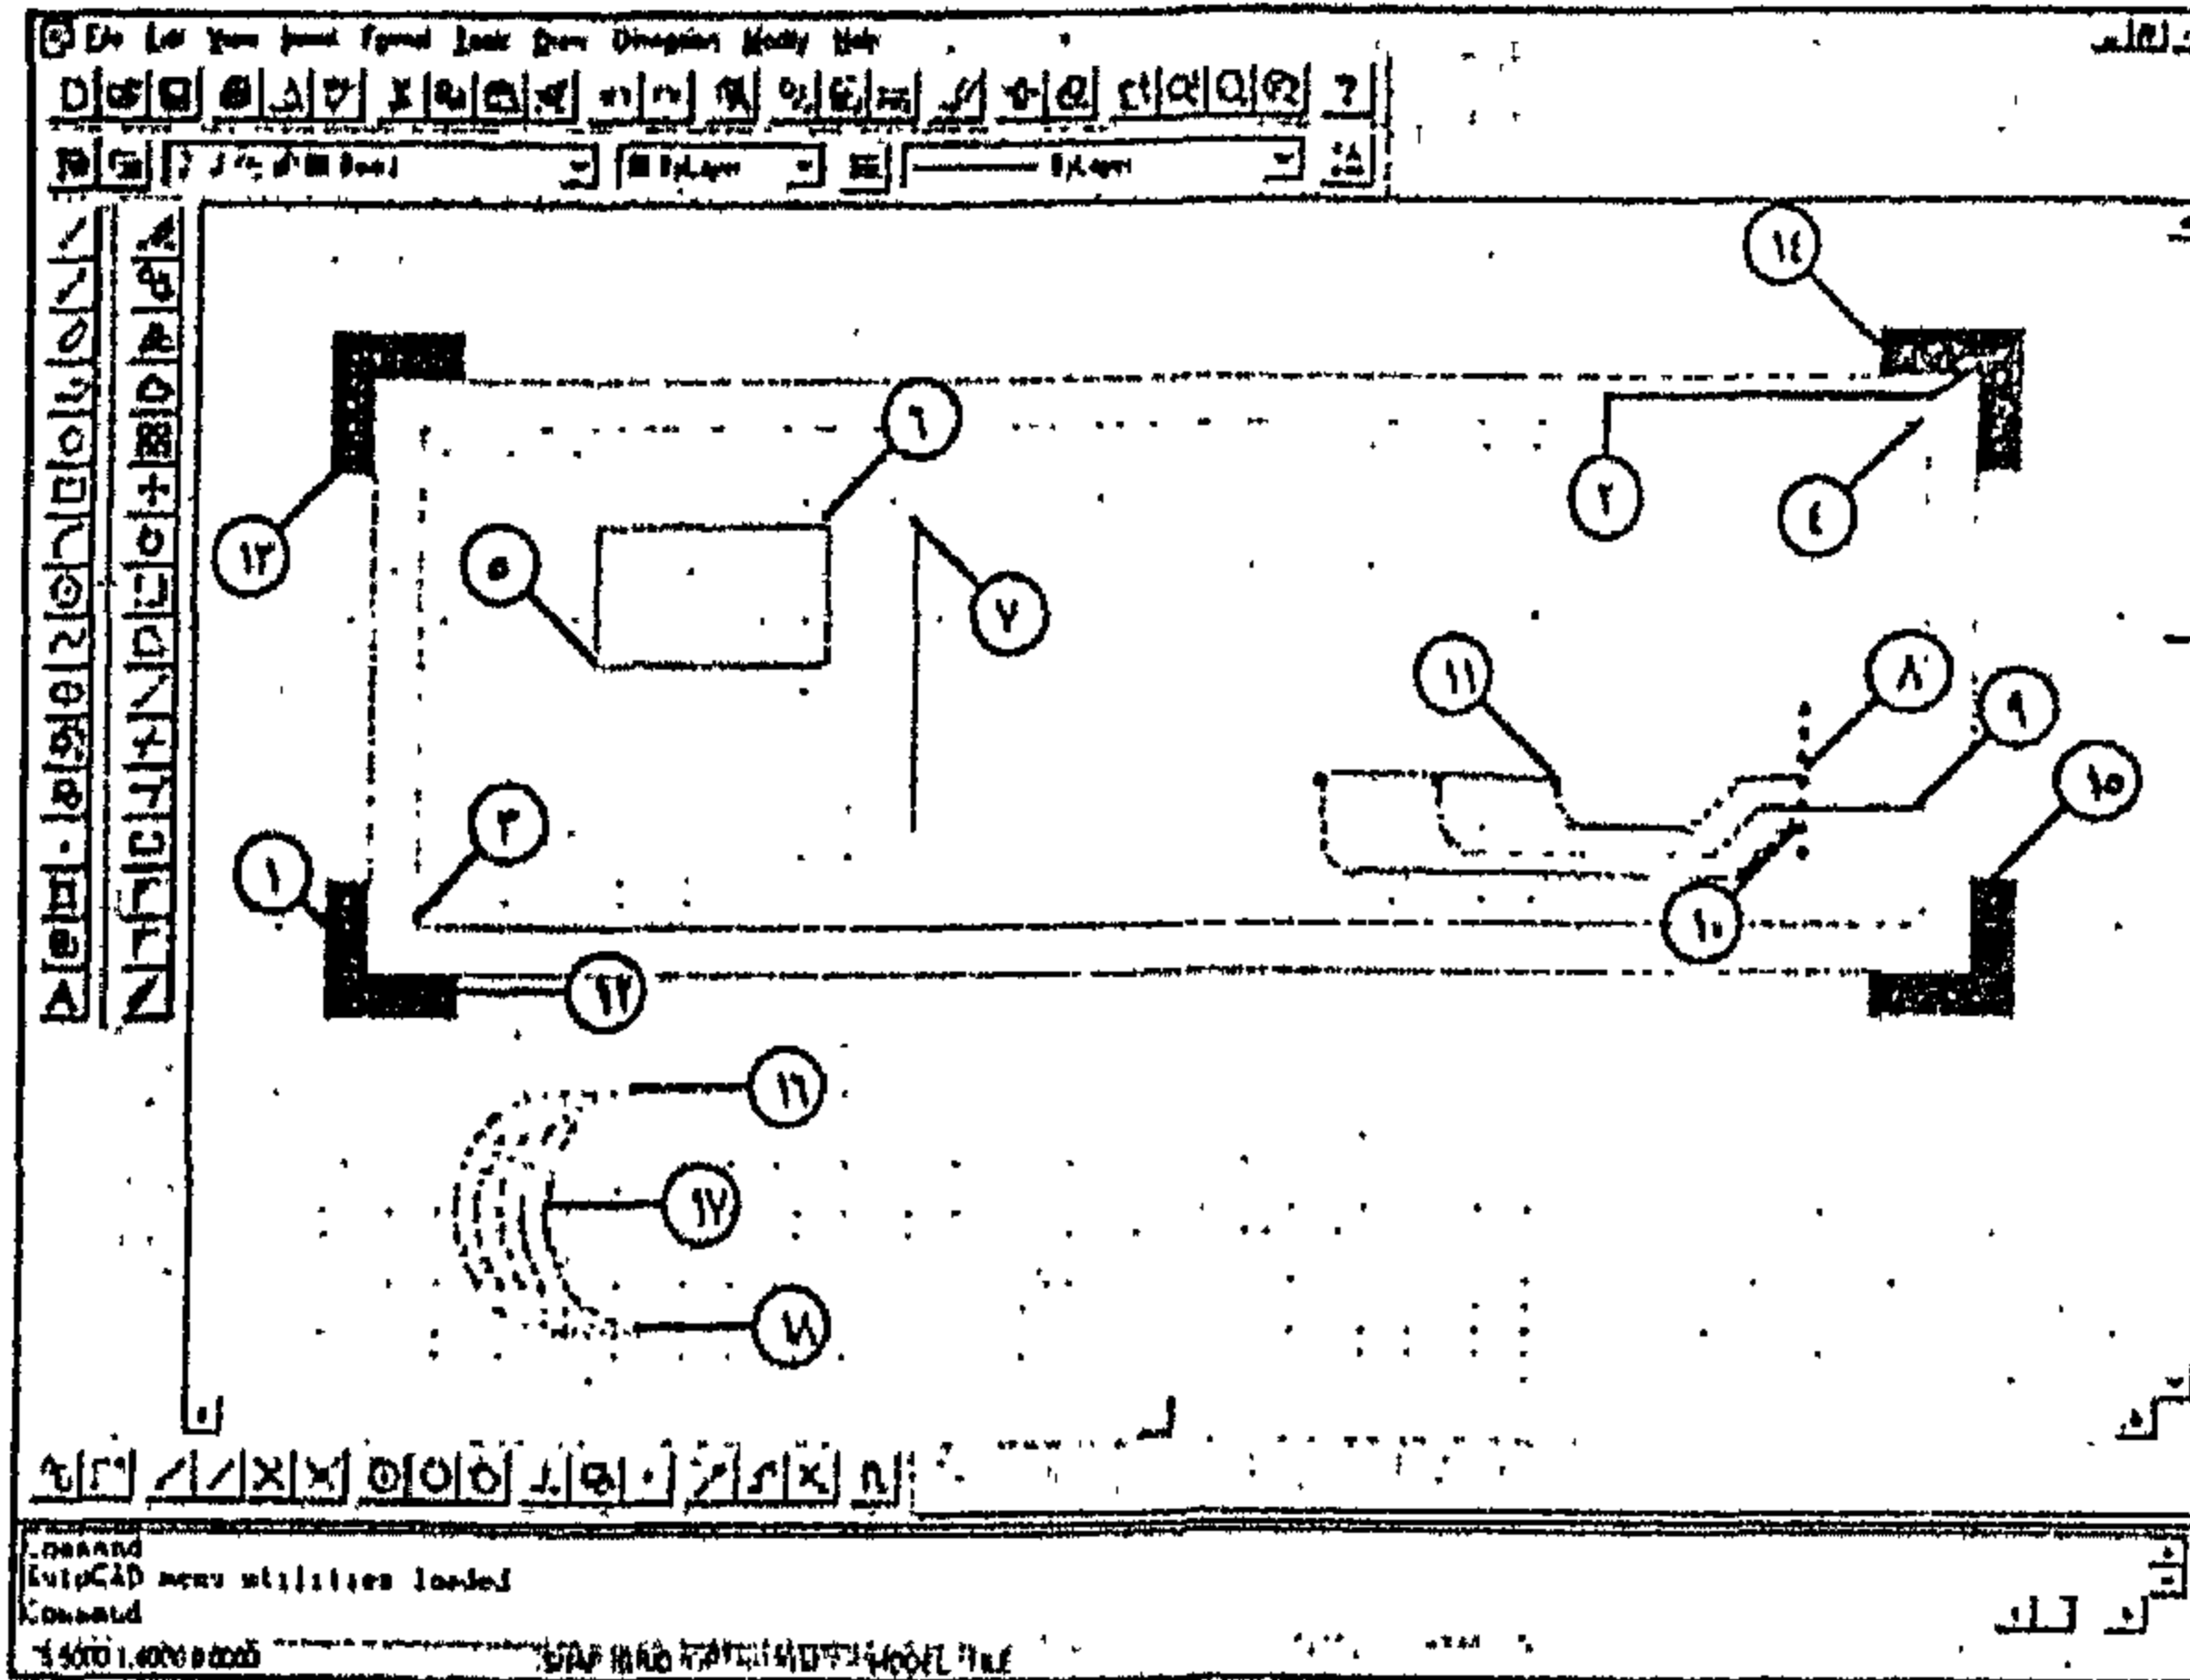 File Edit View Insert Format Tools Draw Dimension Modify Help
ByLayer
ByLayer
١٤
٦
٢
٤
١٣
٥
٧
١١
٨
٩
١٥
٣
١
١٠
١٢
١٦
١٧
١٨
Command
AutoCAD menu utilities loaded
Command
MODEL TILE